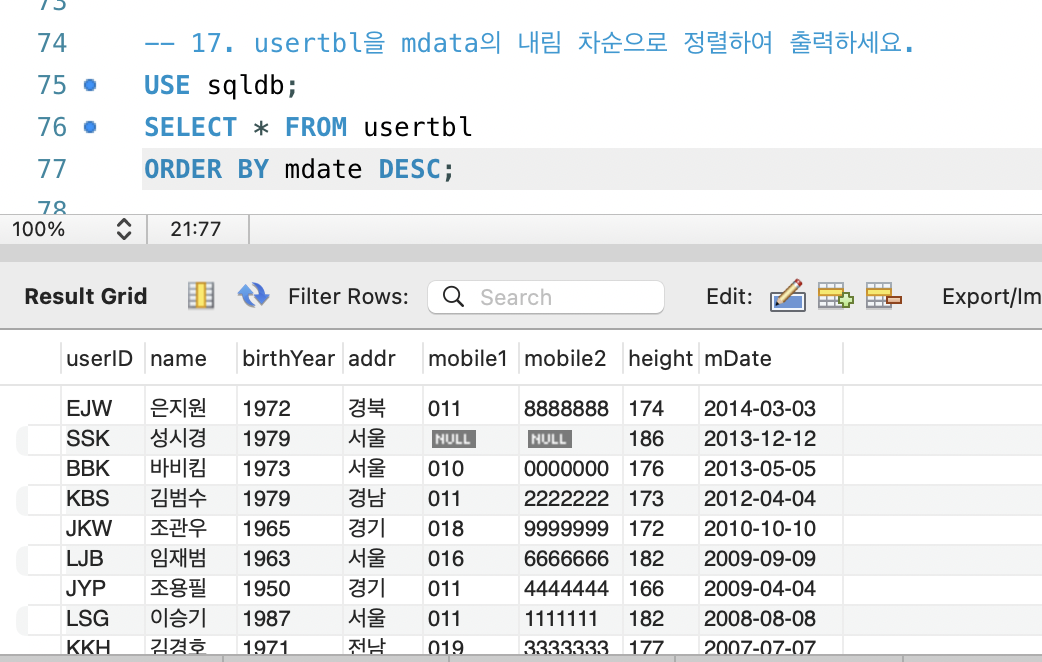 73
74 -- 17. usertbl을 mdata의 내림 차순으로 정렬하여 출력하세요.
75 USE sqldb;
76 SELECT * FROM usertbl
77 ORDER BY mdate DESC;
78
100% 21:77
Result Grid Filter Rows: Search Edit: Export/Im
userID name birthYear addr mobile1 mobile2 height mDate
EJW 은지원 1972 경북 011 8888888 174 2014-03-03
SSK 성시경 1979 서울 NULL NULL 186 2013-12-12
BBK 바비킴 1973 서울 010 0000000 176 2013-05-05
KBS 김범수 1979 경남 011 2222222 173 2012-04-04
JKW 조관우 1965 경기 018 9999999 172 2010-10-10
LJB 임재범 1963 서울 016 6666666 182 2009-09-09
JYP 조용필 1950 경기 011 4444444 166 2009-04-04
LSG 이승기 1987 서울 011 1111111 182 2008-08-08
KKH 김경호 1971 전남 019 3333333 177 2007-07-07